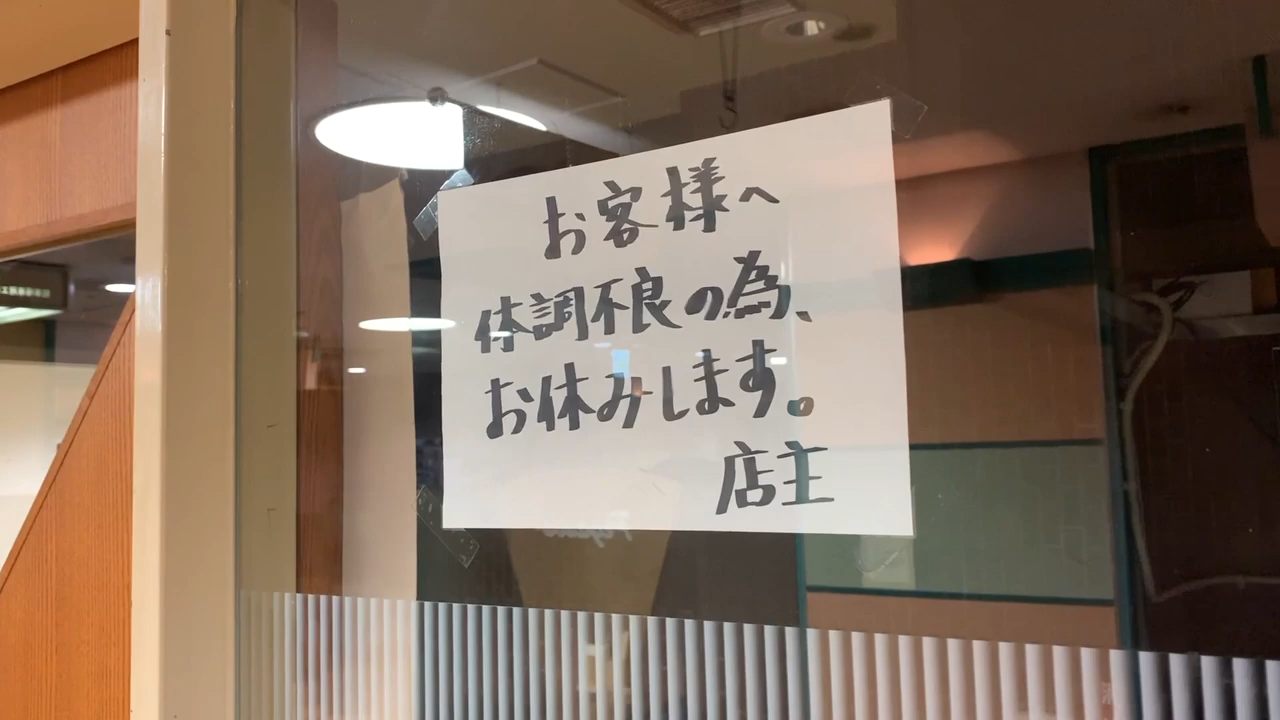 お客様へ
体調不良の為、
お休みします。
店主